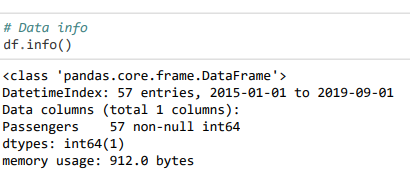 # Data info
df.info()
<class 'pandas.core.frame.DataFrame'>
DatetimeIndex: 57 entries, 2015-01-01 to 2019-09-01
Data columns (total 1 columns):
Passengers    57 non-null int64
dtypes: int64(1)
memory usage: 912.0 bytes